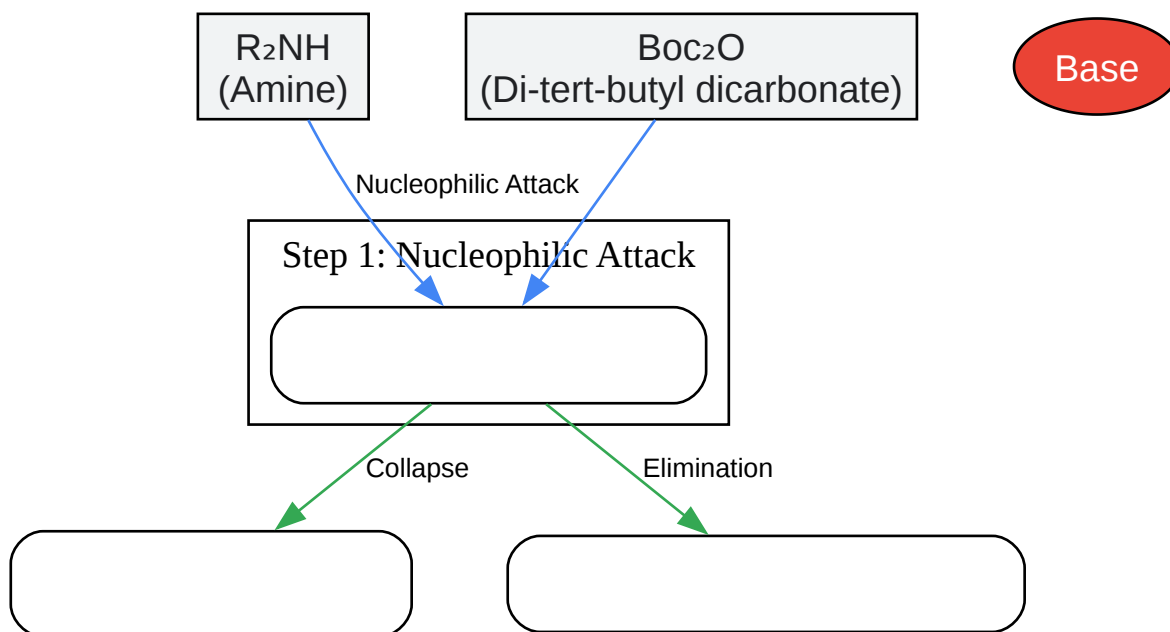 R₂NH
(Amine)
Boc₂O
(Di-tert-butyl dicarbonate)
Base
Nucleophilic Attack
Step 1: Nucleophilic Attack
Collapse
Elimination